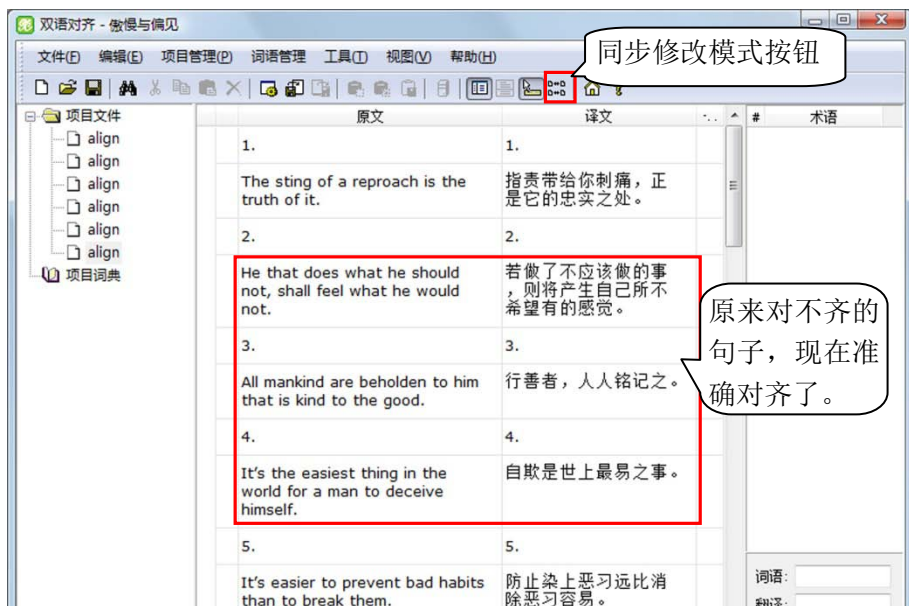 双语对齐 - 傲慢与偏见
文件(F) 编辑(E) 项目管理(P) 词语管理 工具(T) 视图(V) 帮助(H)
同步修改模式按钮
项目文件
align
align
align
align
align
align
项目词典
原文 译文
1. 1.
The sting of a reproach is the 指责带给你刺痛，正
truth of it. 是它的忠实之处。
2. 2.
He that does what he should 若做了不应该做的事
not, shall feel what he would ，则将产生自己所不
not. 希望有的感觉。
3. 3.
All mankind are beholden to him 行善者，人人铭记之。
that is kind to the good.
4. 4.
It's the easiest thing in the 自欺是世上最易之事。
world for a man to deceive
himself.
5. 5.
It's easier to prevent bad habits 防止染上恶习远比消
than to break them. 除恶习容易。
# 术语
原来对不齐的
句子，现在准
确对齐了。
词语:
翻译: